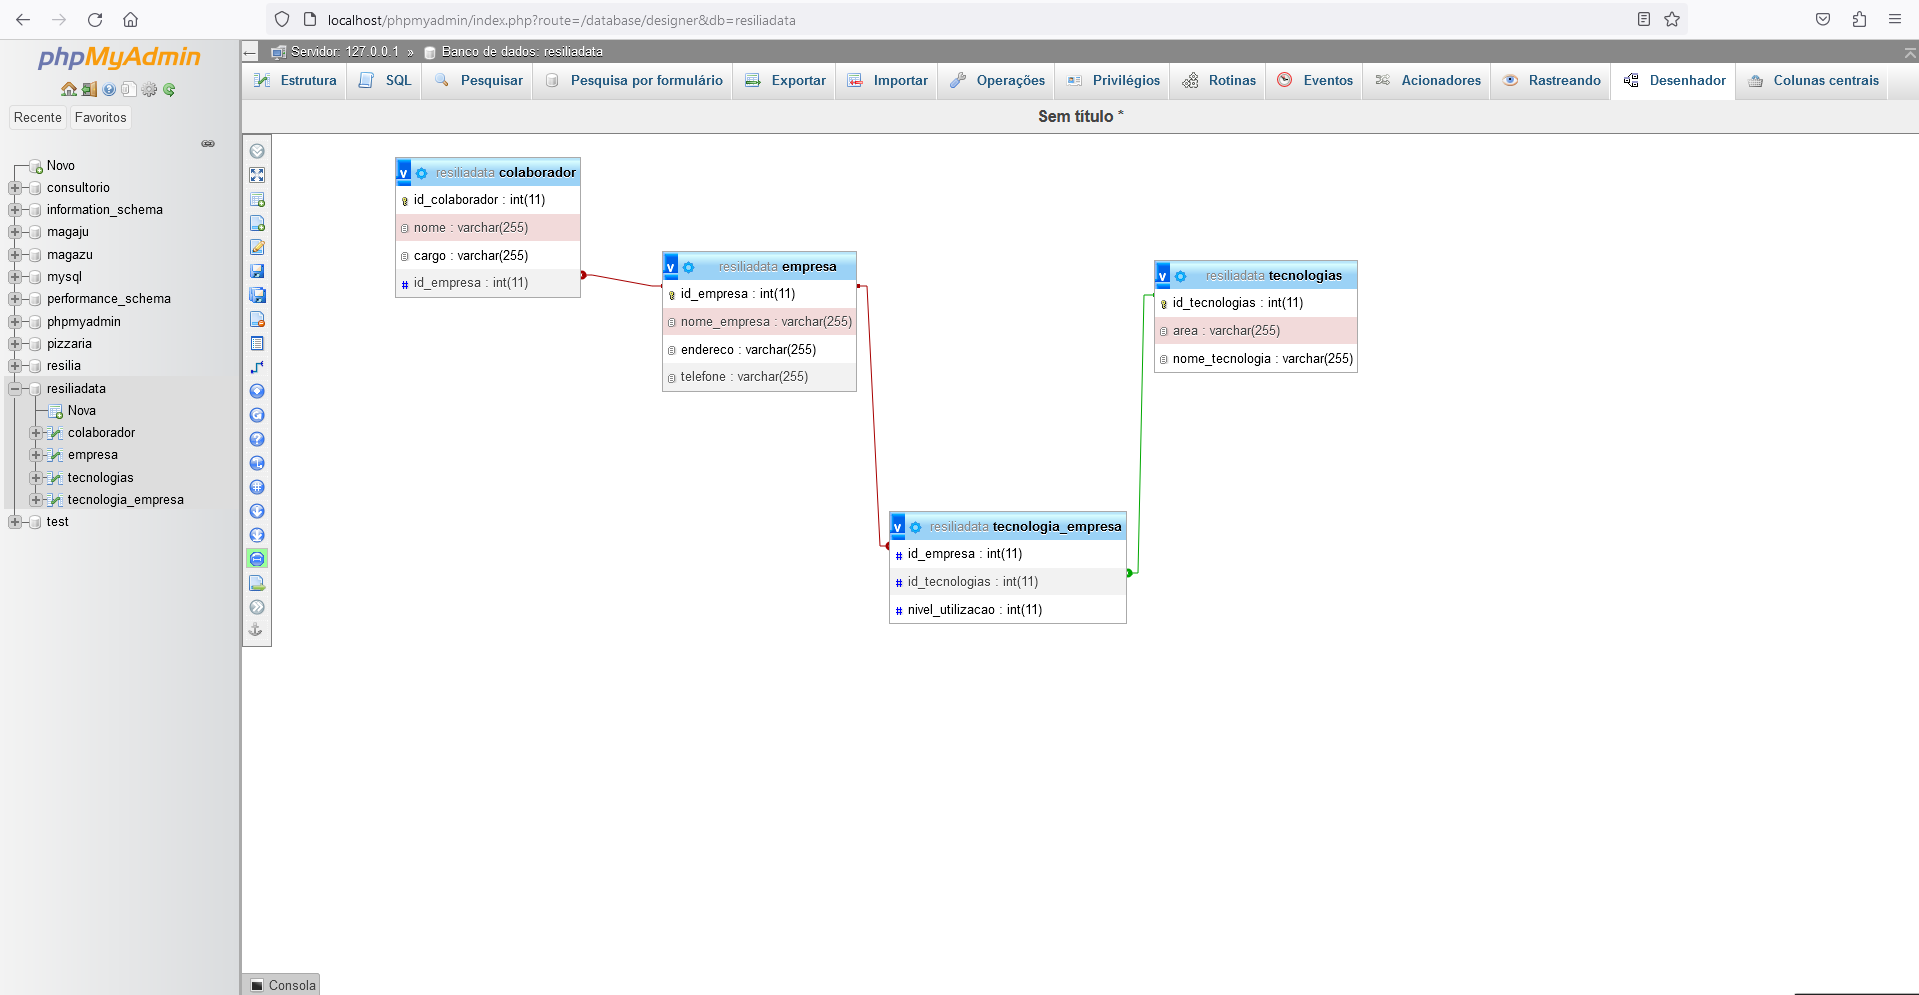 localhost/phpmyadmin/index.php?route=/database/designer&db=resiliadata
phpMyAdmin
Recente Favoritos
Novo
consultorio
information_schema
magaju
magazu
mysql
performance_schema
phpmyadmin
pizzaria
resilia
resiliadata
Nova
colaborador
empresa
tecnologias
tecnologia_empresa
test
Servidor: 127.0.0.1 » Banco de dados: resiliadata
Estrutura SQL Pesquisar Pesquisa por formulário Exportar Importar Operações Privilégios Rotinas Eventos Acionadores Rastreando Desenhador Colunas centrais
Sem título *
v resiliadata colaborador
id_colaborador : int(11)
nome : varchar(255)
cargo : varchar(255)
# id_empresa : int(11)
v resiliadata empresa
id_empresa : int(11)
nome_empresa : varchar(255)
endereco : varchar(255)
telefone : varchar(255)
v resiliadata tecnologias
id_tecnologias : int(11)
area : varchar(255)
nome_tecnologia : varchar(255)
v resiliadata tecnologia_empresa
# id_empresa : int(11)
# id_tecnologias : int(11)
# nivel_utilizacao : int(11)
Consola